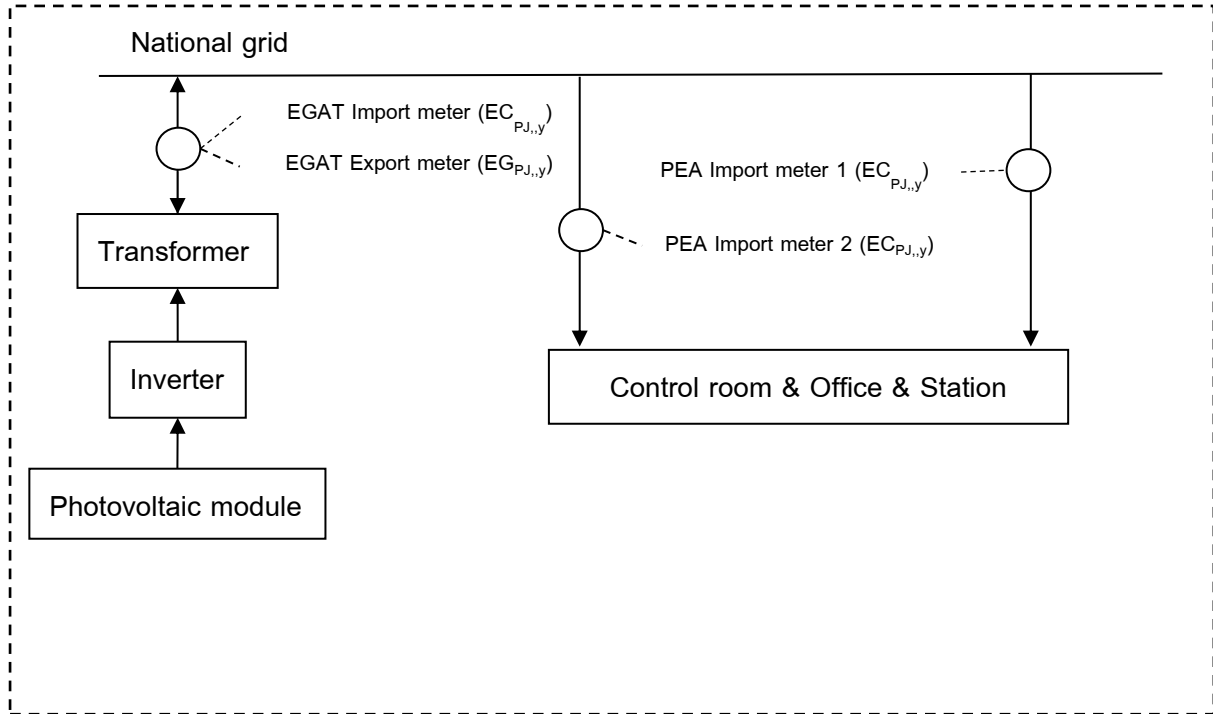 National grid
EGAT Import meter (EC_PJ,,y)
EGAT Export meter (EG_PJ,,y)
PEA Import meter 1 (EC_PJ,,y)
PEA Import meter 2 (EC_PJ,,y)
Transformer
Inverter
Control room & Office & Station
Photovoltaic module